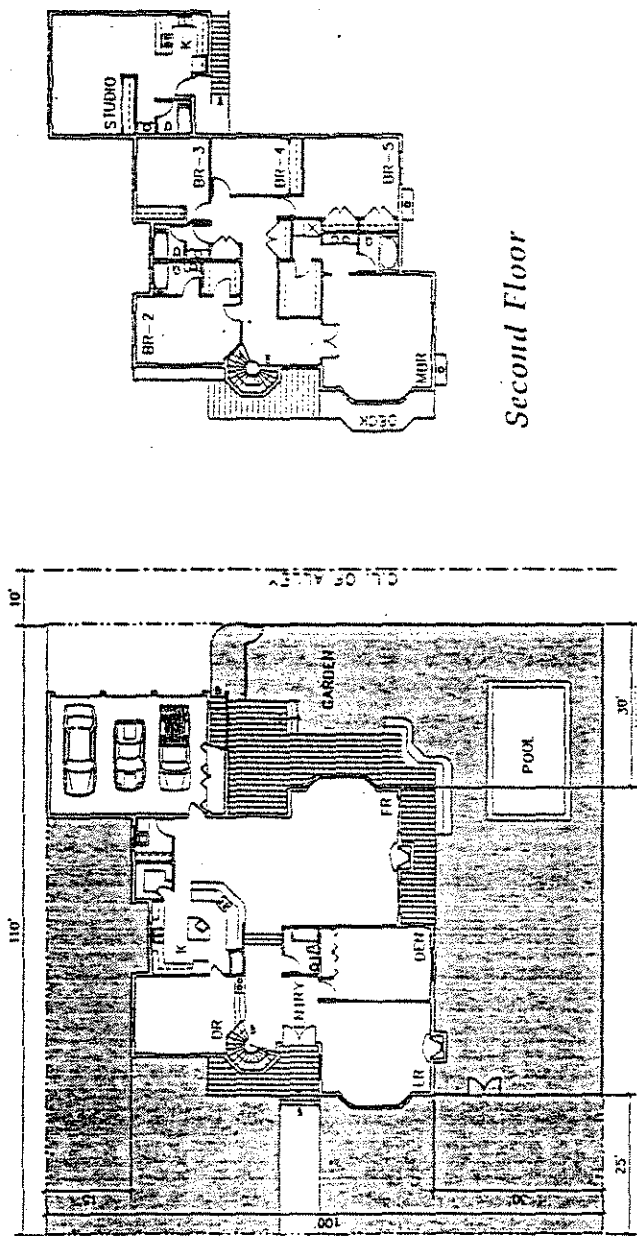 STUDIO
K
BR-3
BR-4
BR-5
BR-2
MBR
DECK
Second Floor
10'
C.L. OF ALLEY
110'
GARDEN
30'
POOL
FR
K
DR
ENTRY
DEN
LR
25'
100'